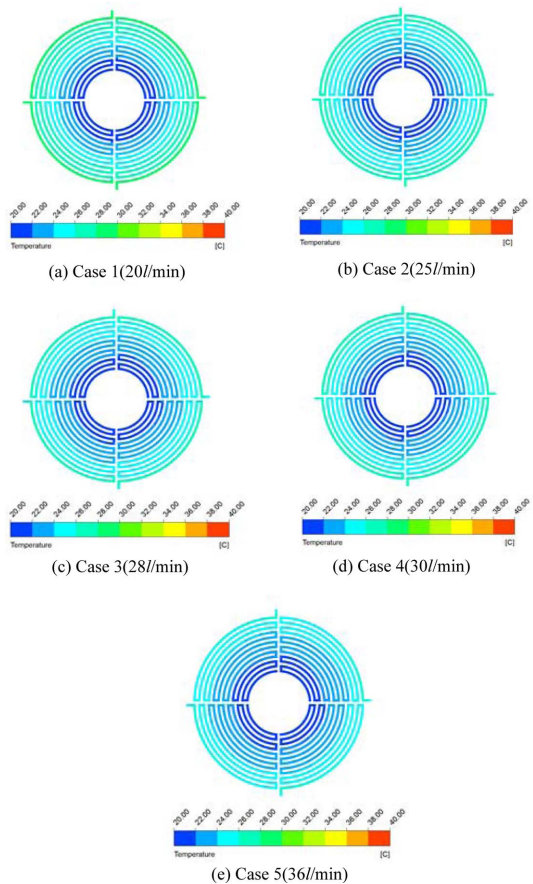 20.00 22.00 24.00 26.00 28.00 30.00 32.00 34.00 36.00 38.00 40.00
Temperature [C]
(a) Case 1(20l/min)
20.00 22.00 24.00 26.00 28.00 30.00 32.00 34.00 36.00 38.00 40.00
Temperature [C]
(b) Case 2(25l/min)
20.00 22.00 24.00 26.00 28.00 30.00 32.00 34.00 36.00 38.00 40.00
Temperature [C]
(c) Case 3(28l/min)
20.00 22.00 24.00 26.00 28.00 30.00 32.00 34.00 36.00 38.00 40.00
Temperature [C]
(d) Case 4(30l/min)
20.00 22.00 24.00 26.00 28.00 30.00 32.00 34.00 36.00 38.00 40.00
Temperature [C]
(e) Case 5(36l/min)